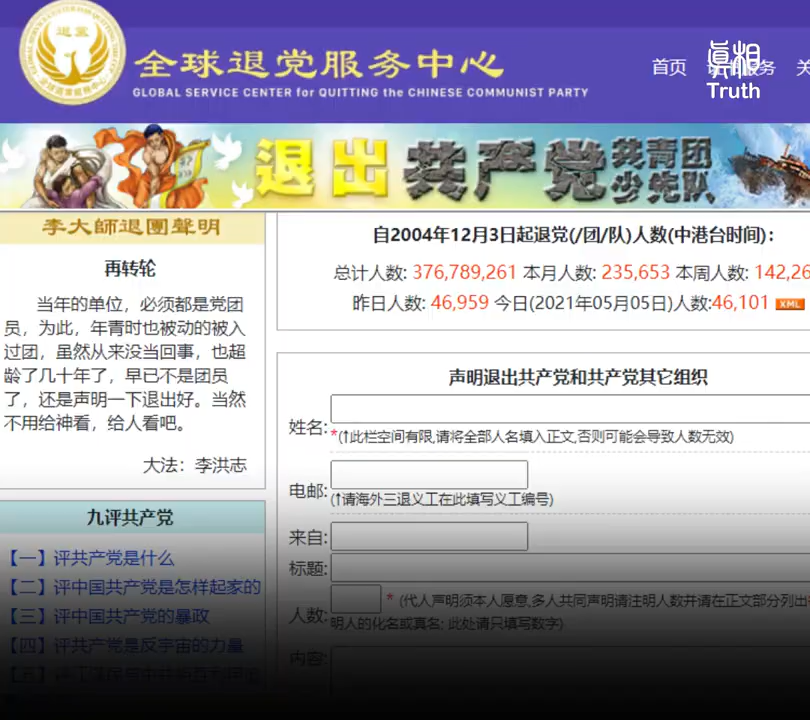 全球退党服务中心
GLOBAL SERVICE CENTER for QUITTING the CHINESE COMMUNIST PARTY
首页
服务
真相
Truth
退出共产党
共青团
少先队
李大師退團聲明
再转轮
当年的单位，必须都是党团
员，为此，年青时也被动的被入
过团，虽然从来没当回事，也超
龄了几十年了，早已不是团员
了，还是声明一下退出好。当然
不用给神看，给人看吧。
大法：李洪志
九评共产党
【一】评共产党是什么
【二】评中国共产党是怎样起家的
【三】评中国共产党的暴政
【四】评共产党是反宇宙的力量
自2004年12月3日起退党(/团/队)人数(中港台时间):
总计人数: 376,789,261 本月人数: 235,653 本周人数: 142,26
昨日人数: 46,959 今日(2021年05月05日)人数:46,101 XML
声明退出共产党和共产党其它组织
姓名:
*(↑此栏空间有限,请将全部人名填入正文,否则可能会导致人数无效)
电邮:
(↑请海外三退义工在此填写义工编号)
来自:
标题:
人数:
* (代人声明须本人愿意,多人共同声明请注明人数并请在正文部分列出
明人的化名或真名; 此处请只填写数字)
内容: